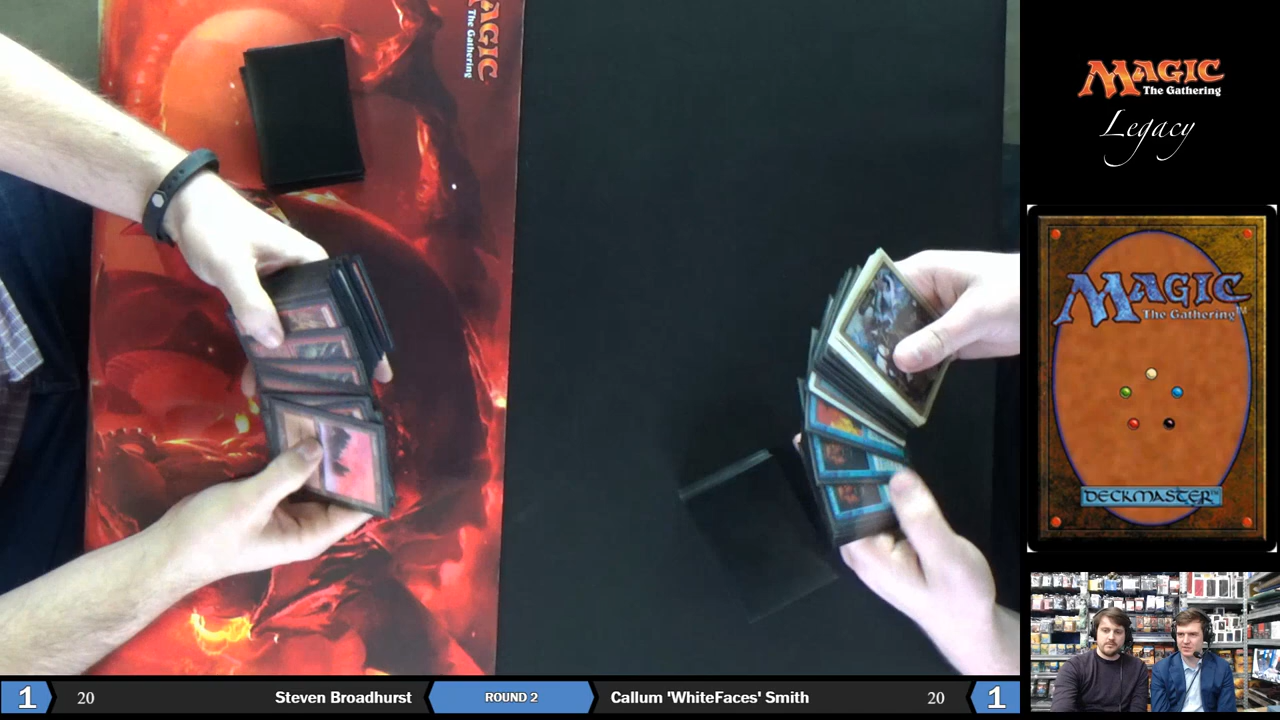 MAGIC
The Gathering
MAGIC
The Gathering
Legacy
MAGIC
The Gathering
DECKMASTER
1
20
Steven Broadhurst
ROUND 2
Callum 'WhiteFaces' Smith
20
1